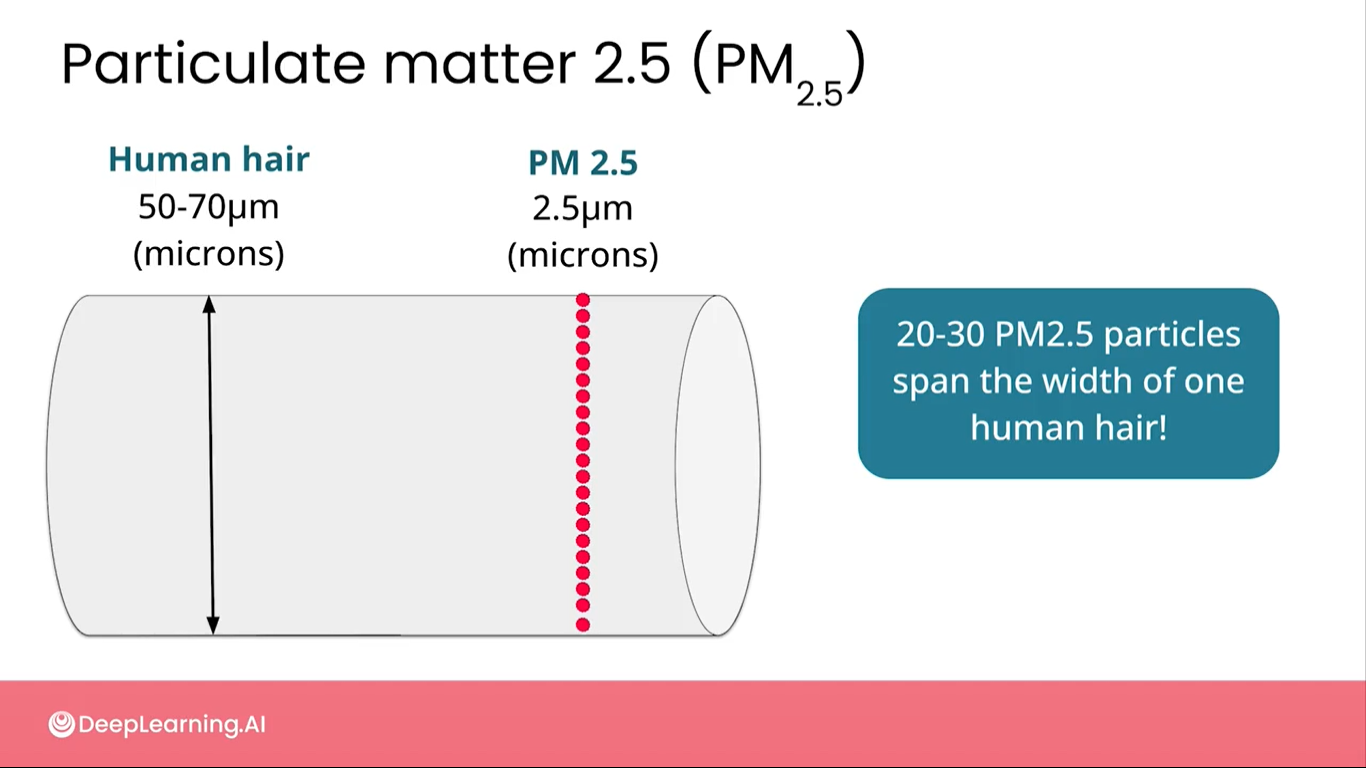 Particulate matter 2.5 (PM2.5)
Human hair
50-70µm
(microns)
PM 2.5
2.5µm
(microns)
20-30 PM2.5 particles
span the width of one
human hair!
DeepLearning.AI